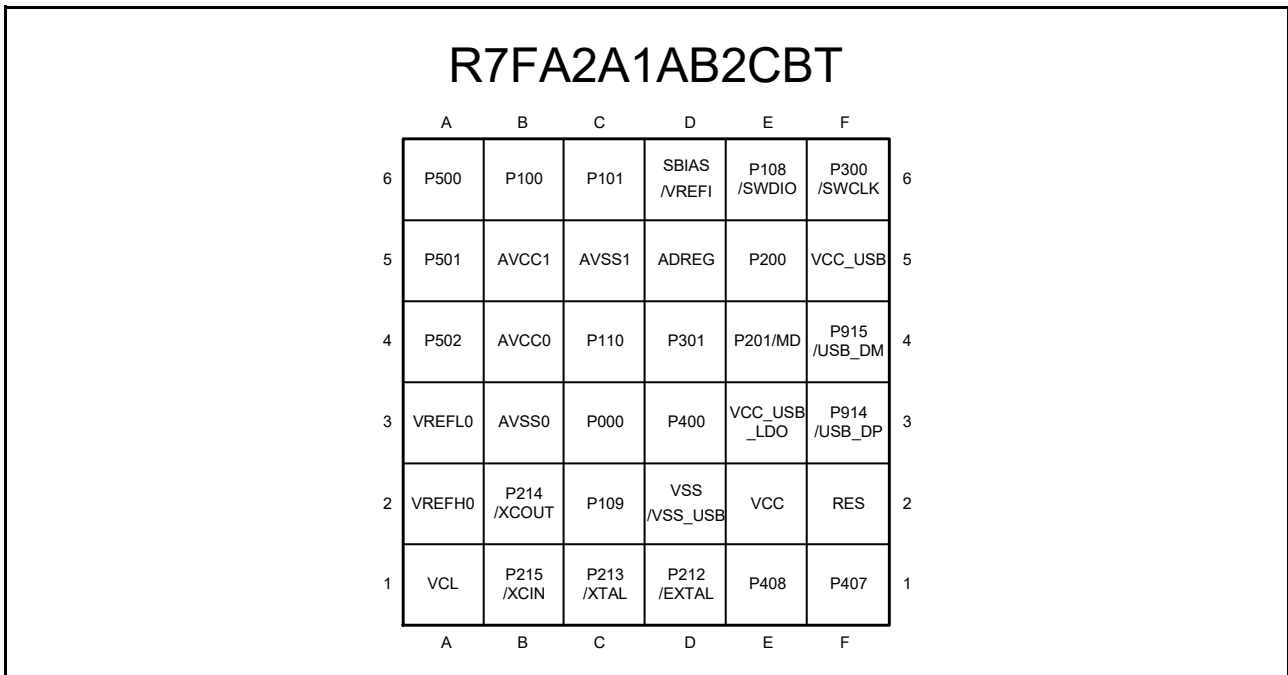 R7FA2A1AB2CBT
A B C D E F
6 P500 P100 P101 SBIAS /VREFI P108 /SWDIO P300 /SWCLK 6
5 P501 AVCC1 AVSS1 ADREG P200 VCC_USB 5
4 P502 AVCC0 P110 P301 P201/MD P915 /USB_DM 4
3 VREFL0 AVSS0 P000 P400 VCC_USB _LDO P914 /USB_DP 3
2 VREFH0 P214 /XCOUT P109 VSS /VSS_USB VCC RES 2
1 VCL P215 /XCIN P213 /XTAL P212 /EXTAL P408 P407 1
A B C D E F